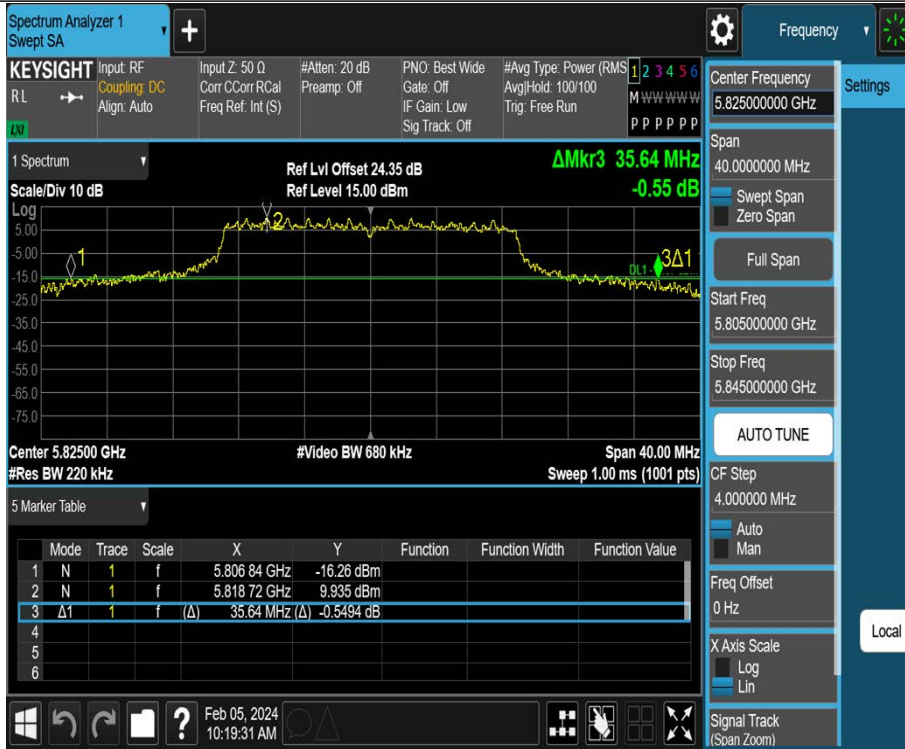 Spectrum Analyzer 1
Swept SA
+
Frequency
KEYSIGHT
RL
LXI
Input: RF
Coupling: DC
Align: Auto
Input Z: 50 Ω
Corr CCorr RCal
Freq Ref: Int (S)
#Atten: 20 dB
Preamp: Off
PNO: Best Wide
Gate: Off
IF Gain: Low
Sig Track: Off
#Avg Type: Power (RMS
Avg|Hold: 100/100
Trig: Free Run
1 2 3 4 5 6
M W W W W W
P P P P P P
1 Spectrum
Scale/Div 10 dB
Ref Lvl Offset 24.35 dB
Ref Level 15.00 dBm
ΔMkr3 35.64 MHz
-0.55 dB
Log
5.00
-5.00
-15.0
-25.0
-35.0
-45.0
-55.0
-65.0
-75.0
1
2
3Δ1
DL1
Center 5.82500 GHz
#Video BW 680 kHz
Span 40.00 MHz
#Res BW 220 kHz
Sweep 1.00 ms (1001 pts)
5 Marker Table
Mode Trace Scale X Y Function Function Width Function Value
1 N 1 f 5.806 84 GHz -16.26 dBm
2 N 1 f 5.818 72 GHz 9.935 dBm
3 Δ1 1 f (Δ) 35.64 MHz (Δ) -0.5494 dB
4
5
6
?
Feb 05, 2024
10:19:31 AM
Center Frequency
5.825000000 GHz
Span
40.0000000 MHz
Swept Span
Zero Span
Full Span
Start Freq
5.805000000 GHz
Stop Freq
5.845000000 GHz
AUTO TUNE
CF Step
4.000000 MHz
Auto
Man
Freq Offset
0 Hz
X Axis Scale
Log
Lin
Signal Track
(Span Zoom)
Settings
Local